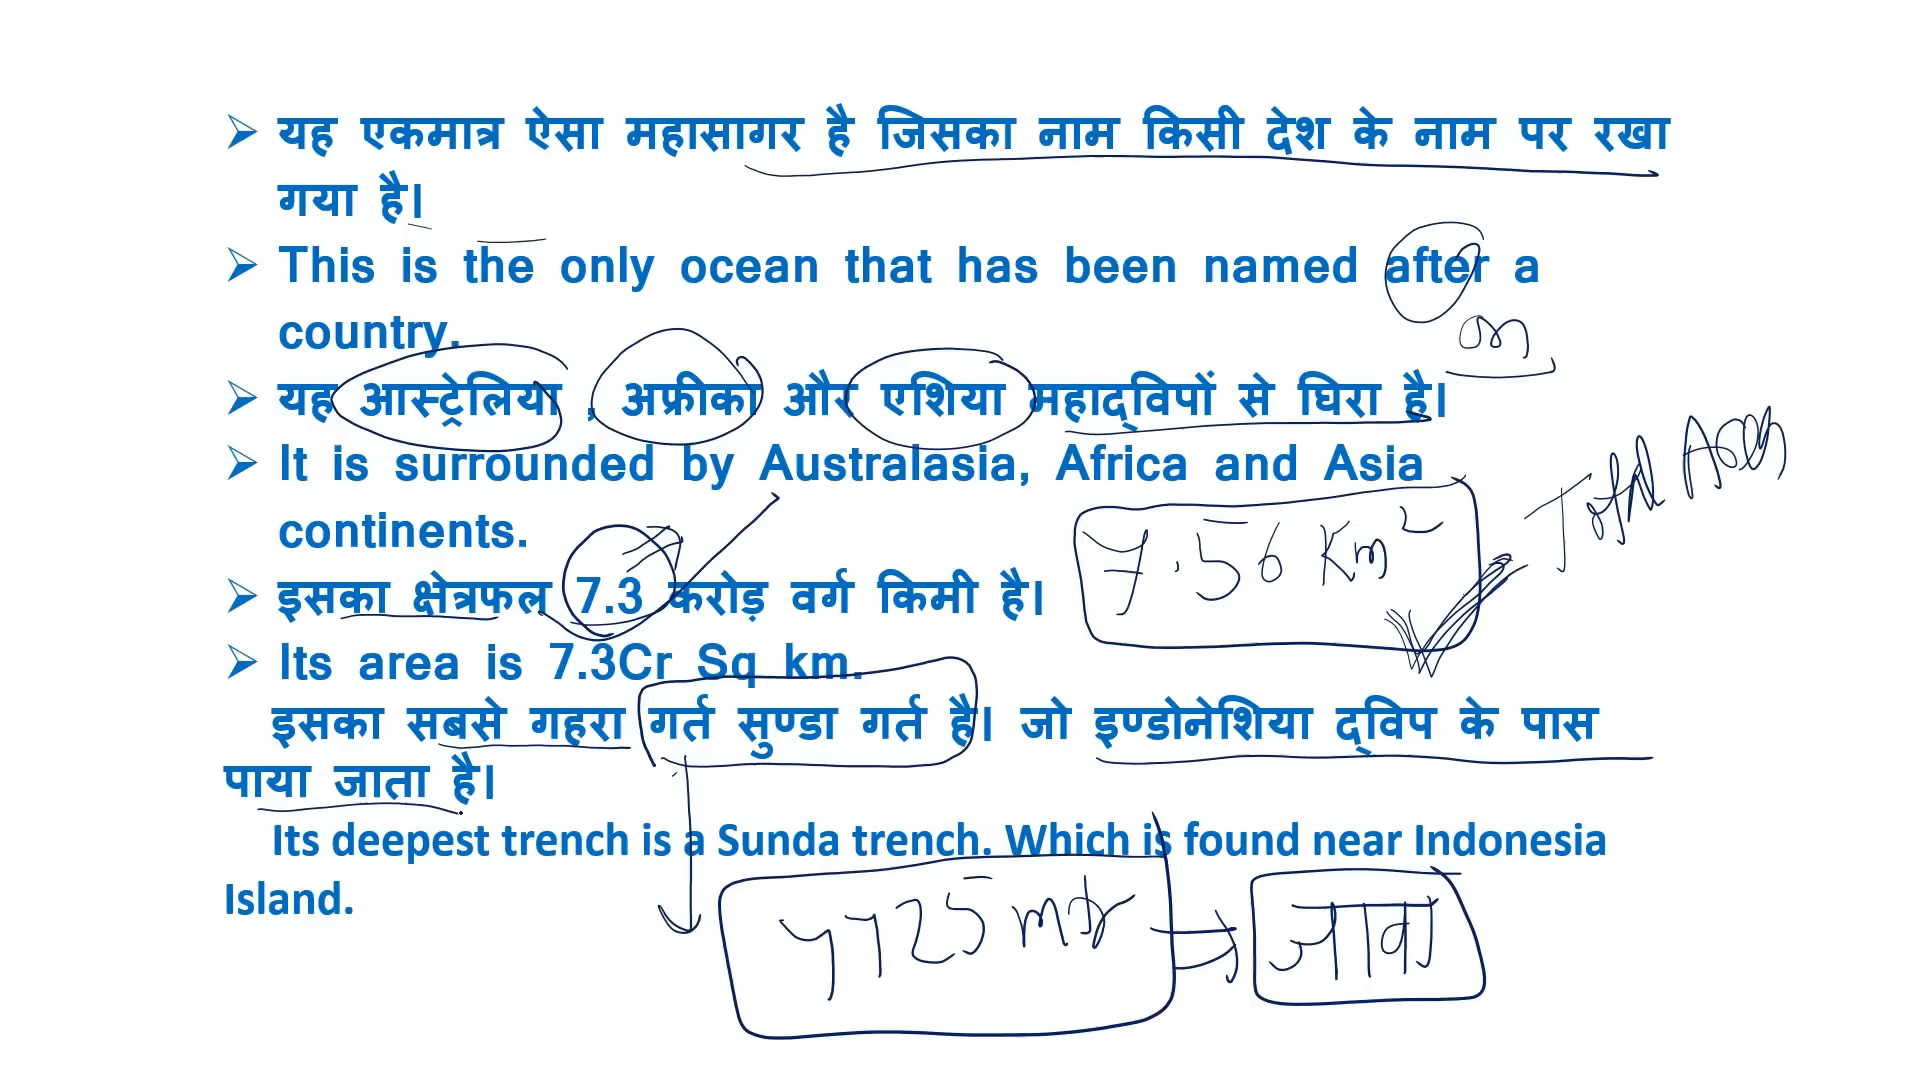 यह एकमात्र ऐसा महासागर है जिसका नाम किसी देश के नाम पर रखा
गया है।
This is the only ocean that has been named after a
on
country.
यह आस्ट्रेलिया , अफ्रीका और एशिया महाद्विपों से घिरा है।
It is surrounded by Australasia, Africa and Asia
continents.
7.56 Km²
Total
इसका क्षेत्रफल 7.3 करोड़ वर्ग किमी है।
Its area is 7.3Cr Sq km.
इसका सबसे गहरा गर्त सुण्डा गर्त है। जो इण्डोनेशिया द्विप के पास
पाया जाता है।
Its deepest trench is a Sunda trench. Which is found near Indonesia
Island.
7725 mtr
जावा